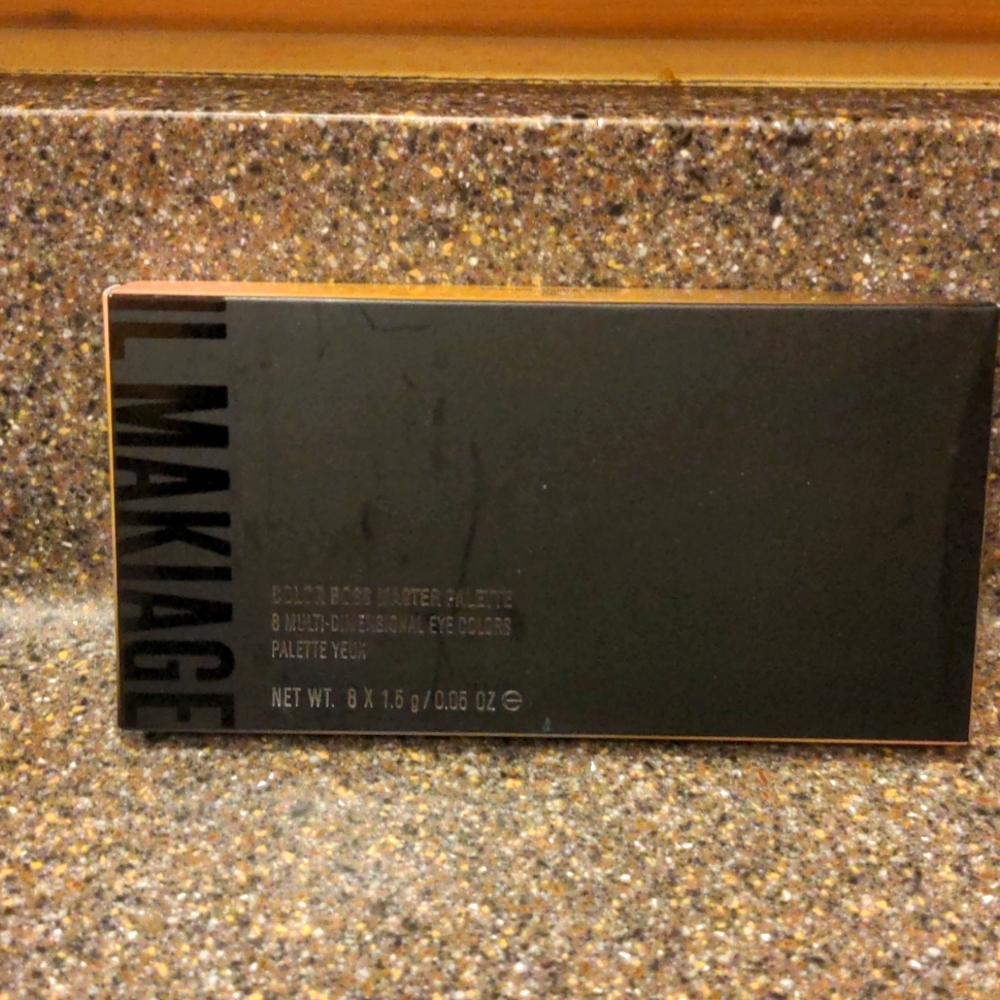 IL MAKIAGE
COLOR BOSS MASTER PALETTE
8 MULTI-DIMENSIONAL EYE COLORS
PALETTE YEUX
NET WT. 8 X 1.5 g/0.05 OZ ℮